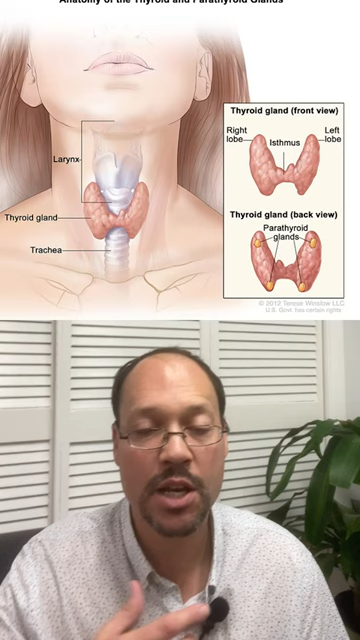 Anatomy of the Thyroid and Parathyroid Glands
Larynx
Thyroid gland
Trachea
Thyroid gland (front view)
Right lobe
Isthmus
Left lobe
Thyroid gland (back view)
Parathyroid
glands
© 2012 Terese Winslow LLC
U.S. Govt. has certain rights